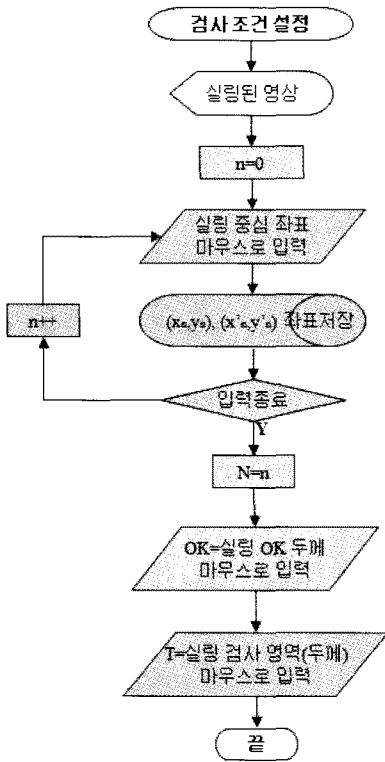 검사 조건 설정
실링된 영상
n=0
실링 중심 좌표
마우스로 입력
n++
(xₙ,yₙ), (x'ₙ,y'ₙ) 좌표저장
입력종료
Y
N=n
OK=실링 OK 두께
마우스로 입력
T=실링 검사 영역(두께)
마우스로 입력
끝